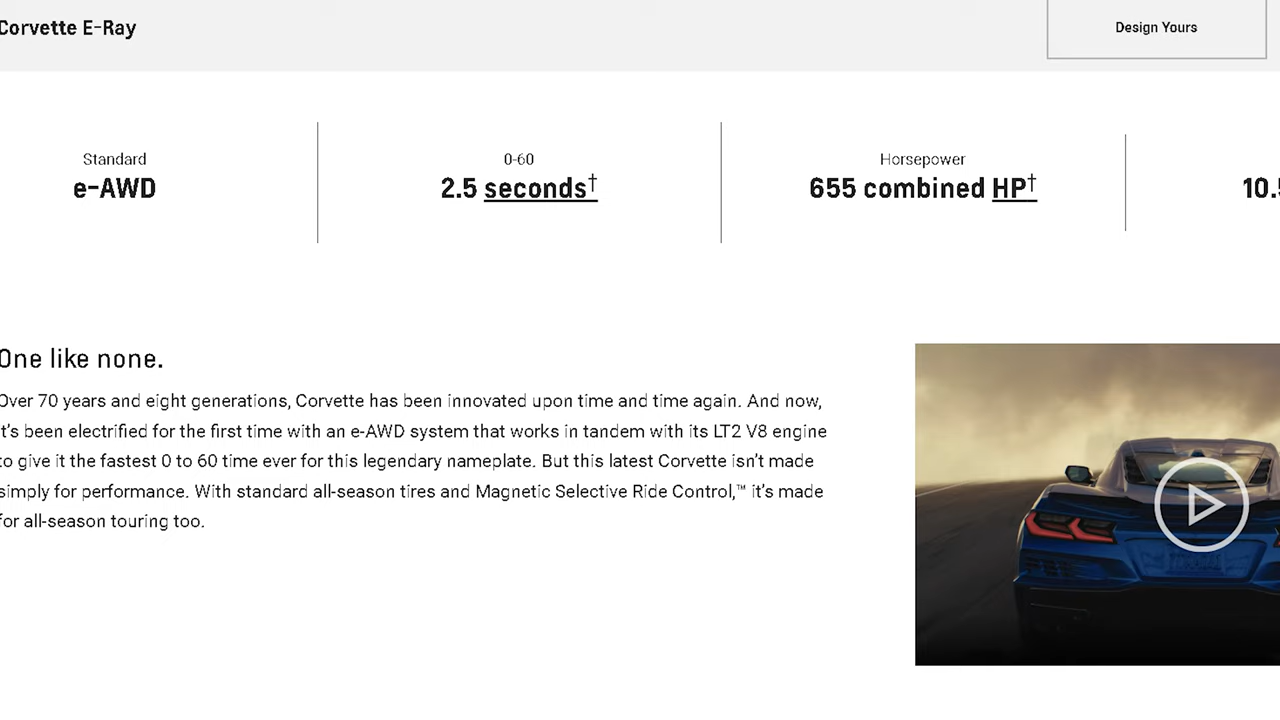 Corvette E-Ray
Design Yours
Standard
e-AWD
0-60
2.5 seconds†
Horsepower
655 combined HP†
10.5
One like none.
Over 70 years and eight generations, Corvette has been innovated upon time and time again. And now,
it's been electrified for the first time with an e-AWD system that works in tandem with its LT2 V8 engine
to give it the fastest 0 to 60 time ever for this legendary nameplate. But this latest Corvette isn't made
simply for performance. With standard all-season tires and Magnetic Selective Ride Control,™ it's made
for all-season touring too.